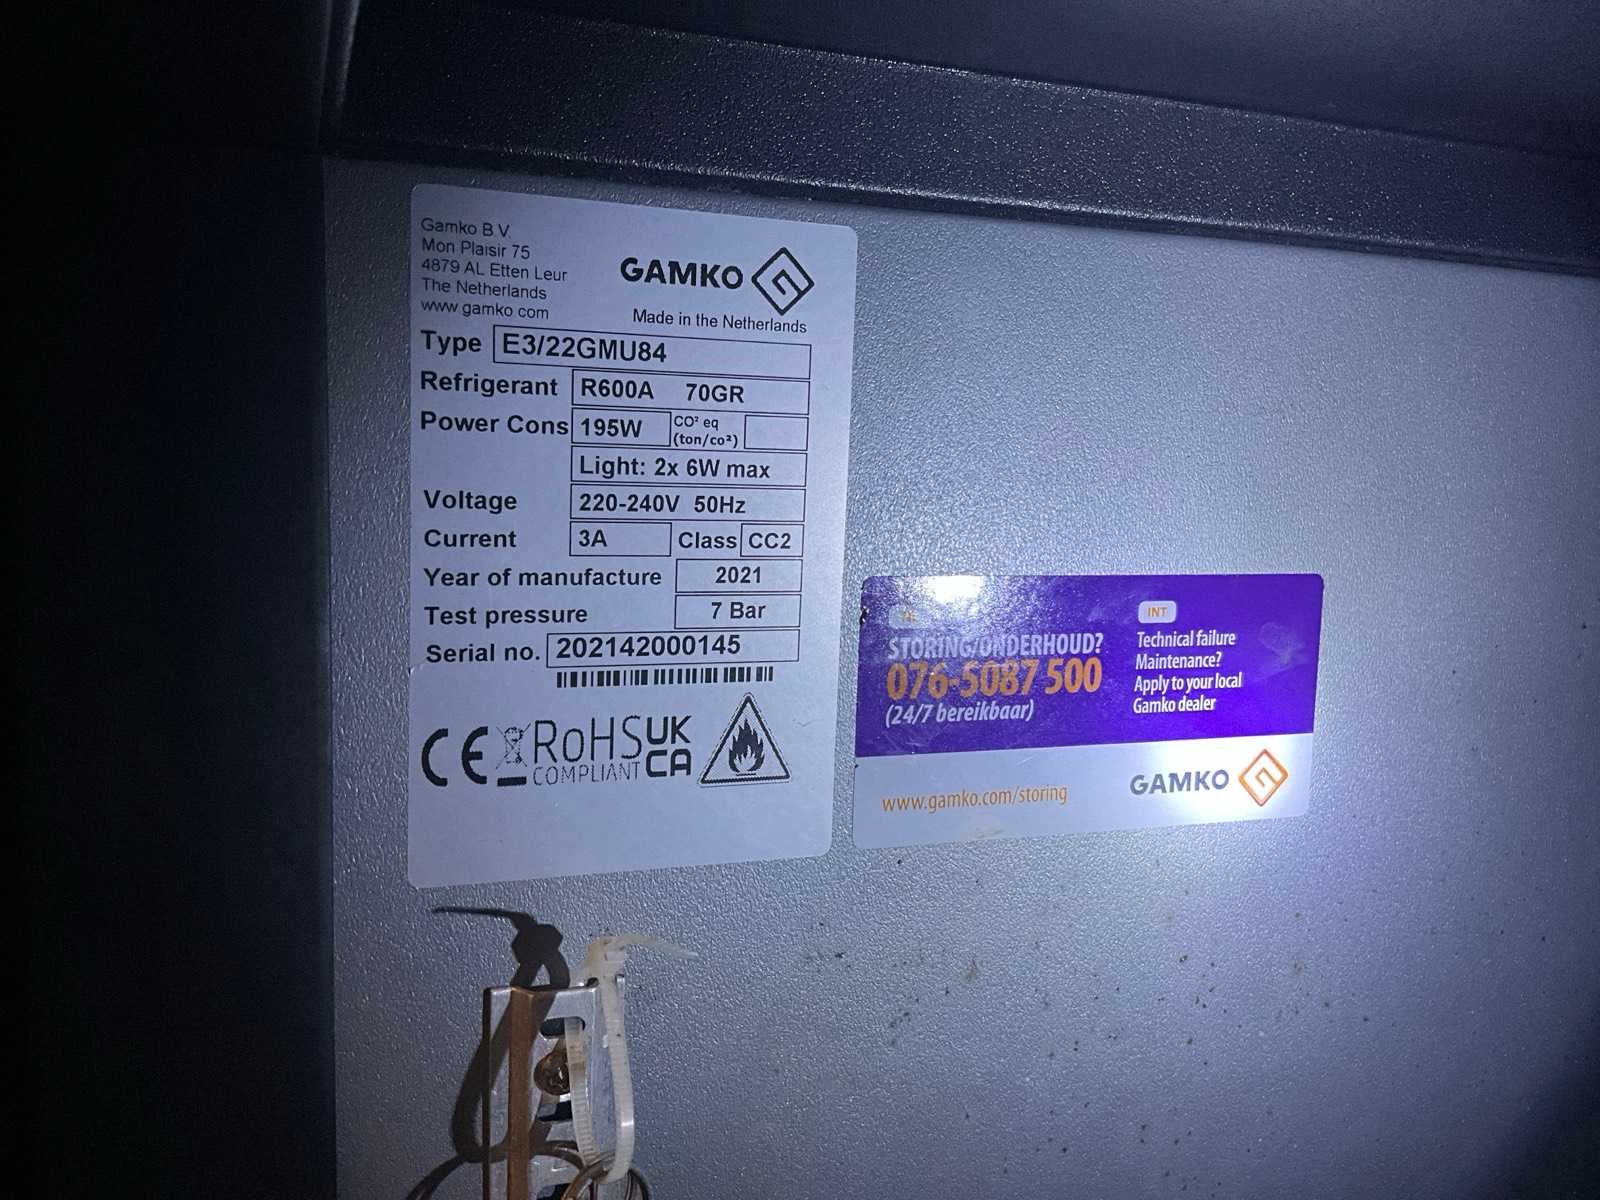 Gamko B.V.
Mon Plaisir 75
4879 AL Etten Leur
The Netherlands
www.gamko.com
GAMKO
Made in the Netherlands
Type E3/22GMU84
Refrigerant R600A 70GR
Power Cons 195W CO² eq (ton/co²)
Light: 2x 6W max
Voltage 220-240V 50Hz
Current 3A Class CC2
Year of manufacture 2021
Test pressure 7 Bar
Serial no. 202142000145
CE RoHS COMPLIANT UK CA
STORING/ONDERHOUD?
076-5087 500
(24/7 bereikbaar)
INT
Technical failure
Maintenance?
Apply to your local
Gamko dealer
www.gamko.com/storing
GAMKO